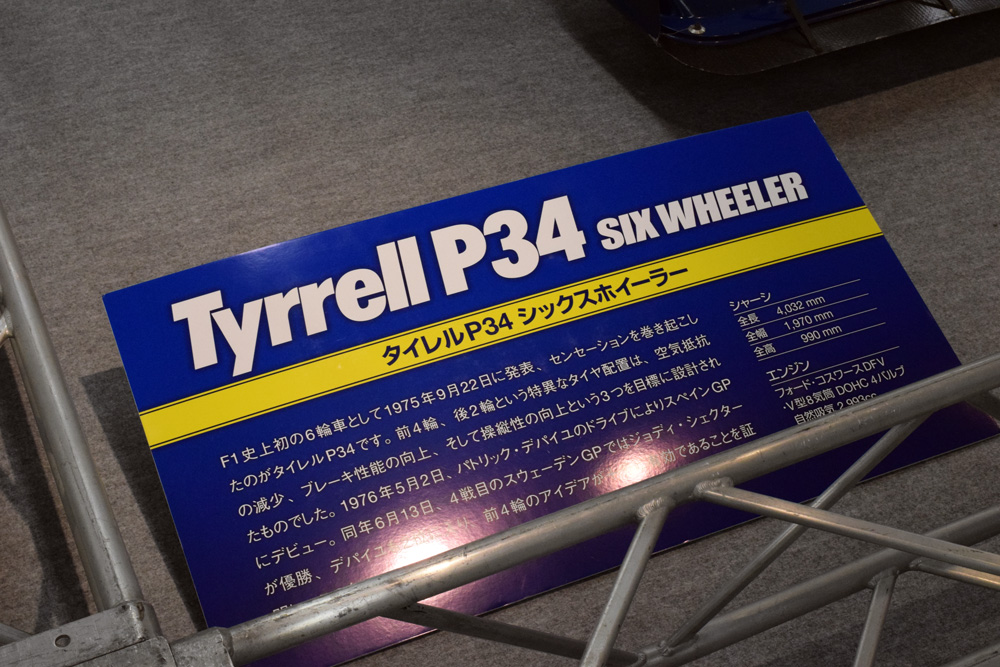 Tyrrell P34 SIX WHEELER
タイレルP34 シックスホイーラー
F1史上初の6輪車として1975年9月22日に発表、センセーションを巻き起こし
たのがタイレルP34です。前4輪、後2輪という特異なタイヤ配置は、空気抵抗
の減少、ブレーキ性能の向上、そして操縦性の向上という3つを目標に設計され
たものでした。1976年5月2日、パトリック・デパイユのドライブによりスペインGP
にデビュー。同年6月13日、4戦目のスウェーデンGPではジョディ・シェクター
が優勝、デパイユ 前4輪のアイデアが 効であることを証
シャーシ
全長 4,032 mm
全幅 1,970 mm
全高 990 mm
エンジン
フォード・コスワースDFV
V型8気筒 DOHC 4バルブ
自然吸気 2,993cc